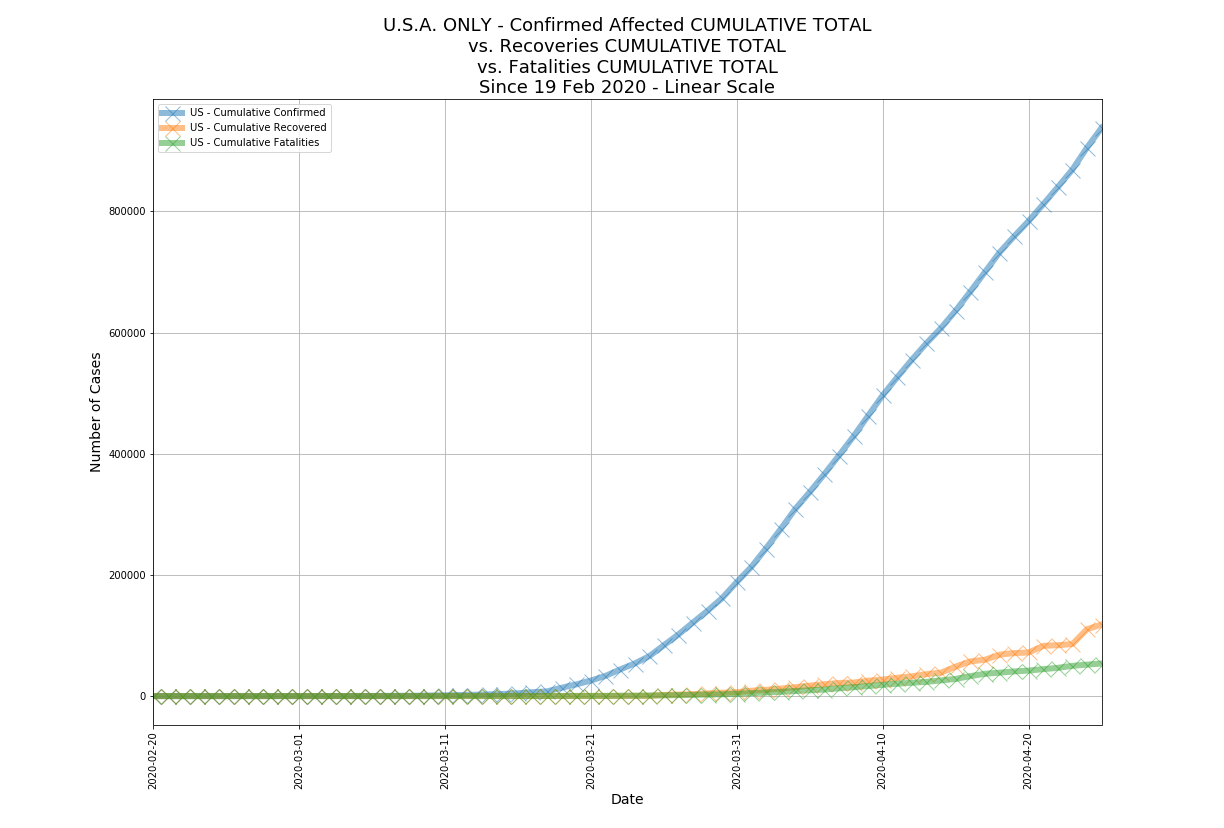 U.S.A. ONLY - Confirmed Affected CUMULATIVE TOTAL
vs. Recoveries CUMULATIVE TOTAL
vs. Fatalities CUMULATIVE TOTAL
Since 19 Feb 2020 - Linear Scale
US - Cumulative Confirmed
US - Cumulative Recovered
US - Cumulative Fatalities
Number of Cases
800000
600000
400000
200000
0
2020-02-20
2020-03-01
2020-03-11
2020-03-21
2020-03-31
2020-04-10
2020-04-20
Date